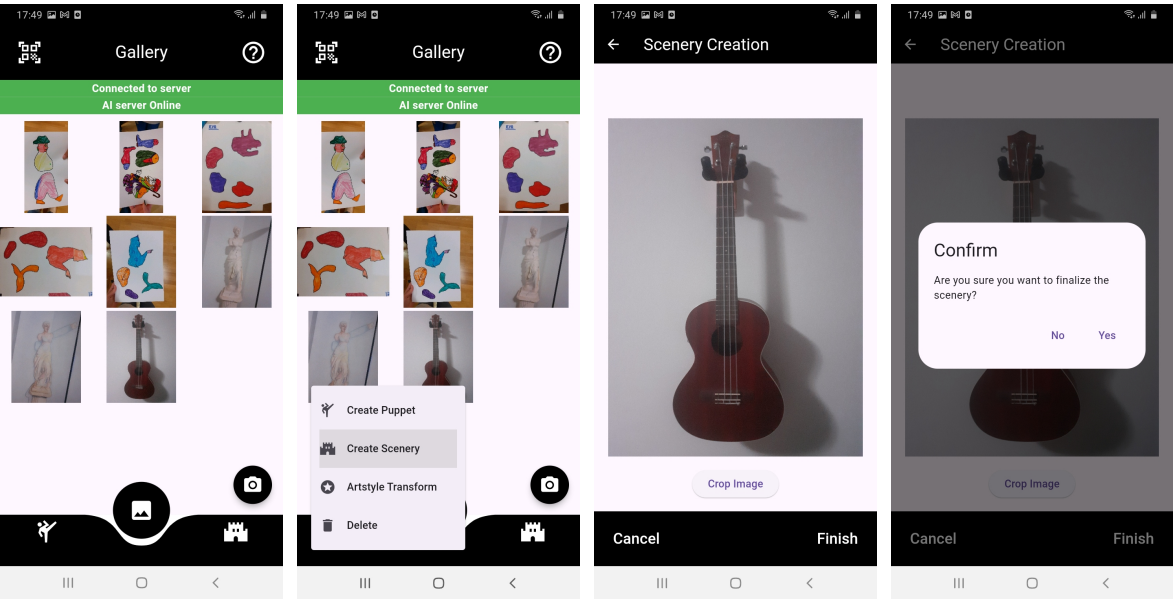 17:49
Gallery
Connected to server
AI server Online
17:49
Gallery
Connected to server
AI server Online
Create Puppet
Create Scenery
Artstyle Transform
Delete
17:49
Scenery Creation
Crop Image
Cancel
Finish
17:49
Scenery Creation
Confirm
Are you sure you want to finalize the
scenery?
No
Yes
Crop Image
Cancel
Finish